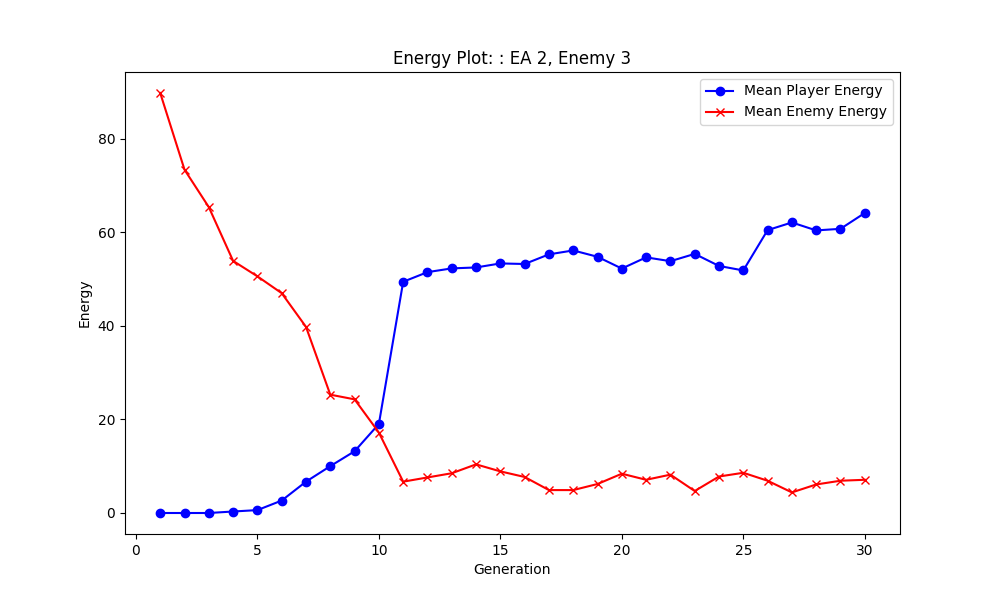 Energy Plot: : EA 2, Enemy 3
Mean Player Energy
Mean Enemy Energy
Energy
80
60
40
20
0
0 5 10 15 20 25 30
Generation